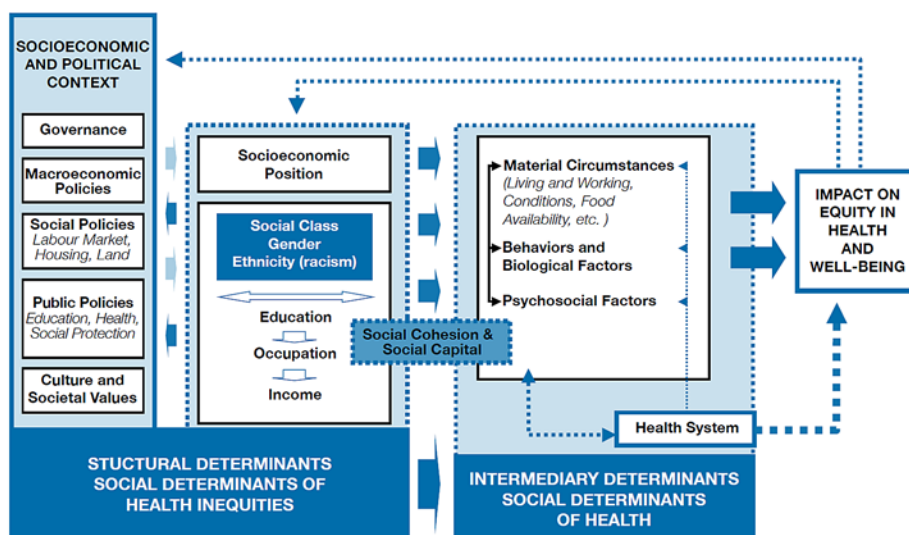 SOCIOECONOMIC
AND POLITICAL
CONTEXT
Governance
Macroeconomic
Policies
Social Policies
Labour Market,
Housing, Land
Public Policies
Education, Health,
Social Protection
Culture and
Societal Values
Socioeconomic
Position
Social Class
Gender
Ethnicity (racism)
Education
Occupation
Income
Social Cohesion &
Social Capital
Material Circumstances
(Living and Working,
Conditions, Food
Availability, etc. )
Behaviors and
Biological Factors
Psychosocial Factors
Health System
IMPACT ON
EQUITY IN
HEALTH
AND
WELL-BEING
STUCTURAL DETERMINANTS
SOCIAL DETERMINANTS OF
HEALTH INEQUITIES
INTERMEDIARY DETERMINANTS
SOCIAL DETERMINANTS
OF HEALTH